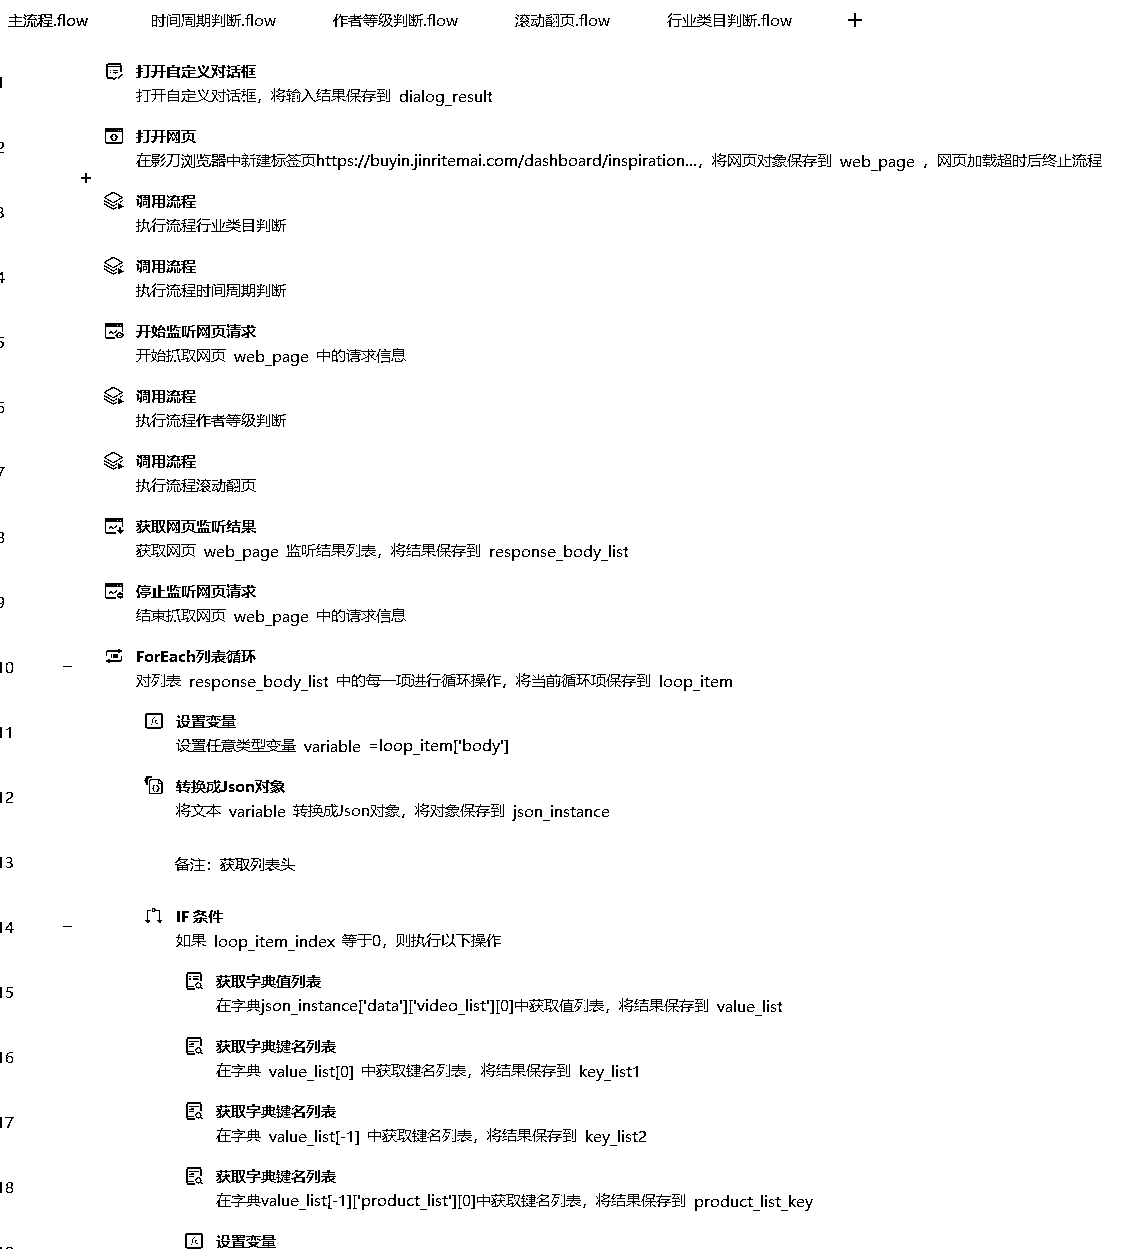 主流程.flow 时间周期判断.flow 作者等级判断.flow 滚动翻页.flow 行业类目判断.flow +
1
打开自定义对话框
打开自定义对话框，将输入结果保存到 dialog_result
2
打开网页
在影刀浏览器中新建标签页https://buyin.jinritemai.com/dashboard/inspiration...，将网页对象保存到 web_page ，网页加载超时后终止流程
3
调用流程
执行流程行业类目判断
4
调用流程
执行流程时间周期判断
5
开始监听网页请求
开始抓取网页 web_page 中的请求信息
6
调用流程
执行流程作者等级判断
7
调用流程
执行流程滚动翻页
8
获取网页监听结果
获取网页 web_page 监听结果列表，将结果保存到 response_body_list
9
停止监听网页请求
结束抓取网页 web_page 中的请求信息
10
ForEach列表循环
对列表 response_body_list 中的每一项进行循环操作，将当前循环项保存到 loop_item
11
设置变量
设置任意类型变量 variable =loop_item['body']
12
转换成Json对象
将文本 variable 转换成Json对象，将对象保存到 json_instance
13
备注：获取列表头
14
IF 条件
如果 loop_item_index 等于0，则执行以下操作
15
获取字典值列表
在字典json_instance['data']['video_list'][0]中获取值列表，将结果保存到 value_list
16
获取字典键名列表
在字典 value_list[0] 中获取键名列表，将结果保存到 key_list1
17
获取字典键名列表
在字典 value_list[-1] 中获取键名列表，将结果保存到 key_list2
18
获取字典键名列表
在字典value_list[-1]['product_list'][0]中获取键名列表，将结果保存到 product_list_key
设置变量